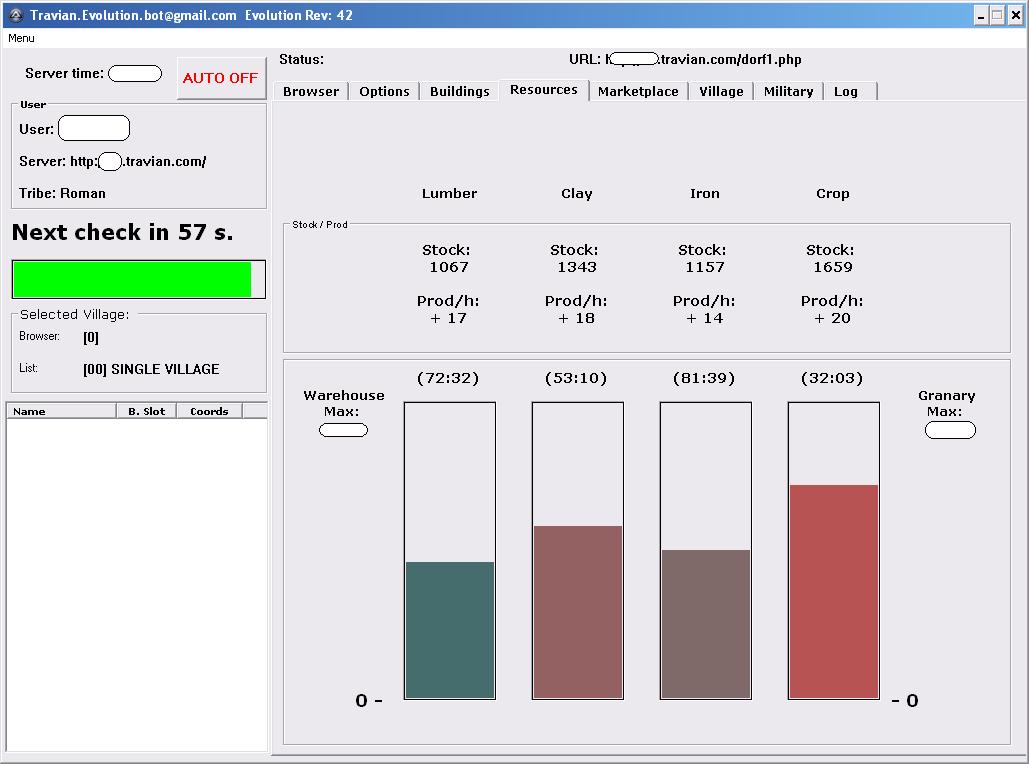 Travian.Evolution.bot@gmail.com Evolution Rev: 42
Menu
Server time:
AUTO OFF
Status:
URL: .travian.com/dorf1.php
Browser Options Buildings Resources Marketplace Village Military Log
User
User:
Server: http: .travian.com/
Tribe: Roman
Next check in 57 s.
Selected Village:
Browser: [0]
List: [00] SINGLE VILLAGE
Name B. Slot Coords
Lumber Clay Iron Crop
Stock / Prod
Stock: Stock: Stock: Stock:
1067 1343 1157 1659
Prod/h: Prod/h: Prod/h: Prod/h:
+ 17 + 18 + 14 + 20
(72:32) (53:10) (81:39) (32:03)
Warehouse
Max:
Granary
Max:
0 - - 0